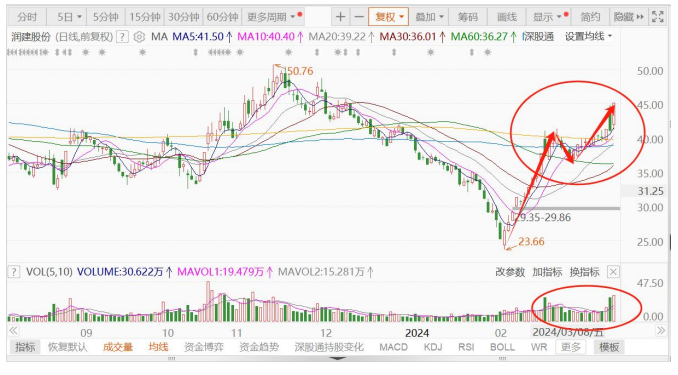 分时 5日 5分钟 15分钟 30分钟 60分钟 更多周期 + — 复权 叠加 筹码 画线 显示 简约 隐藏
润建股份 (日线,前复权) ? MA MA5:41.50↑ MA10:40.40↑ MA20:39.22↑ MA30:36.01↑ MA60:36.27↑ 深股通 设置均线
50.76
50.00
45.00
40.00
35.00
31.25
30.00
29.35-29.86
25.00
23.66
? VOL(5,10) VOLUME:30.622万↑ MAVOL1:19.479万↑ MAVOL2:15.281万↑ 改参数 加指标 换指标 X
47.50
0.00
09 10 11 12 2024 02 2024/03/08/五
指标 恢复默认 成交量 均线 资金博弈 资金趋势 深股通持股变化 MACD KDJ RSI BOLL WR 更多 模板